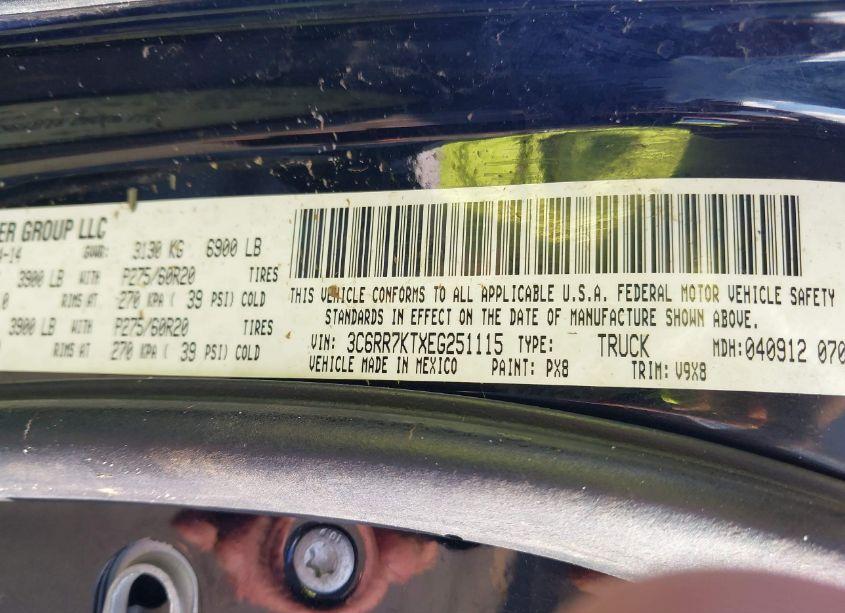 ER GROUP LLC
-14 GVWR: 3130 KG 6900 LB
3900 LB WITH P275/60R20 TIRES
0 RIMS AT 270 KPA ( 39 PSI) COLD
3900 LB WITH P275/60R20 TIRES
RIMS AT 270 KPA ( 39 PSI) COLD
THIS VEHICLE CONFORMS TO ALL APPLICABLE U.S.A. FEDERAL MOTOR VEHICLE SAFETY
STANDARDS IN EFFECT ON THE DATE OF MANUFACTURE SHOWN ABOVE.
VIN: 3C6RR7KTXEG251115 TYPE: TRUCK MDH:040912 070
VEHICLE MADE IN MEXICO PAINT: PX8 TRIM: V9X8